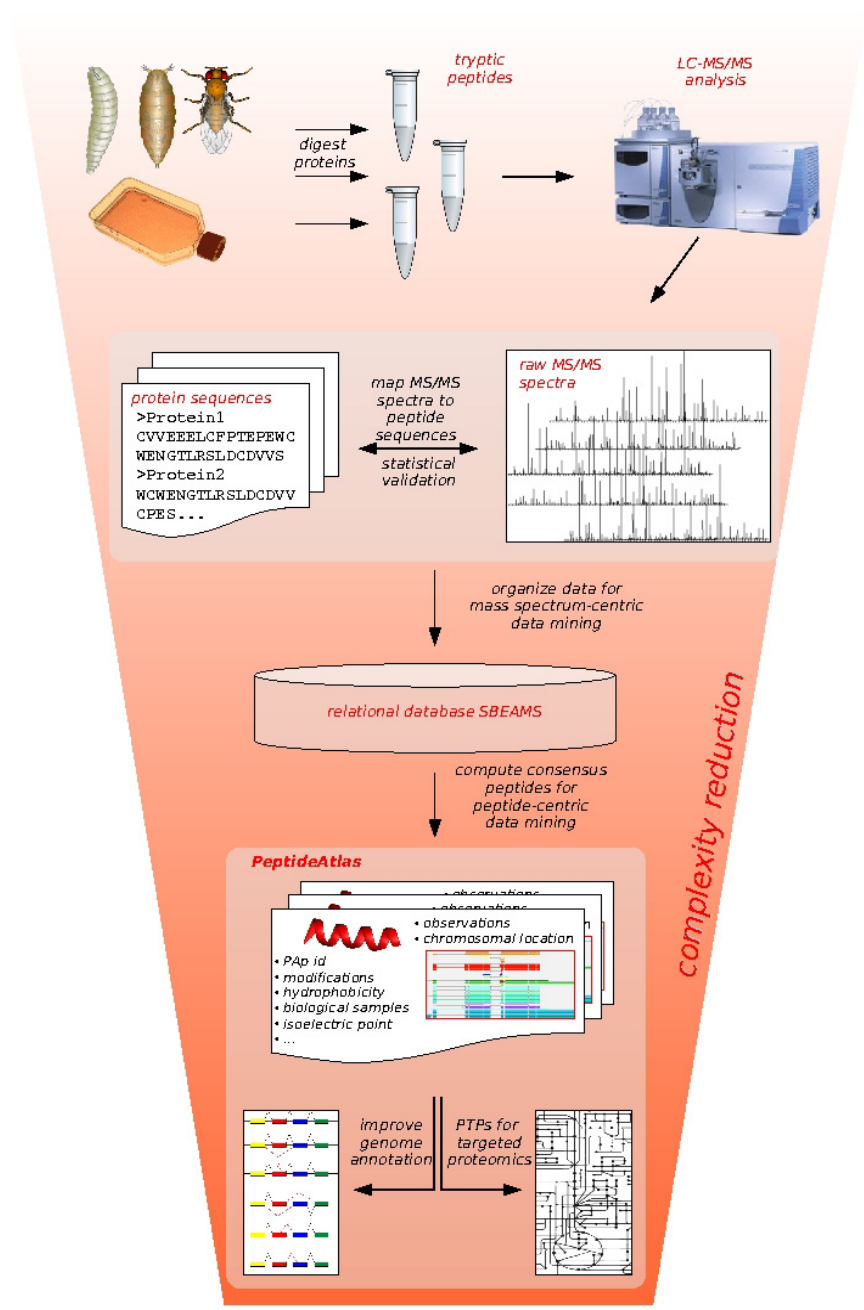 tryptic
peptides
LC-MS/MS
analysis
digest
proteins
protein sequences
>Protein1
CVVEEELCFPTEPEWC
WENGTLRSLDCDVVS
>Protein2
WCWENGTLRSLDCDVV
CPES...
map MS/MS
spectra to
peptide
sequences
statistical
validation
raw MS/MS
spectra
organize data for
mass spectrum-centric
data mining
relational database SBEAMS
compute consensus
peptides for
peptide-centric
data mining
complexity reduction
PeptideAtlas
• observations
• observations
• observations
• chromosomal location
• PAp id
• modifications
• hydrophobicity
• biological samples
• isoelectric point
• ...
improve
genome
annotation
PTPs for
targeted
proteomics